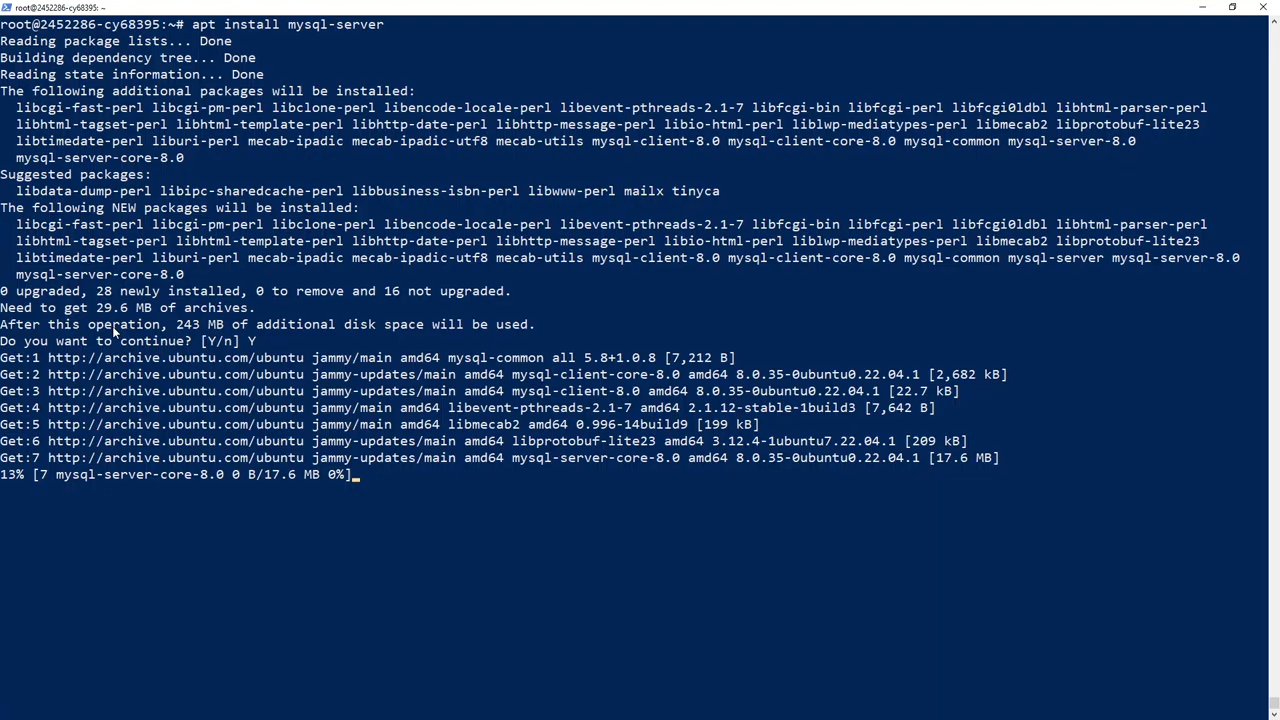 root@2452286-cy68395: ~
root@2452286-cy68395:~# apt install mysql-server
Reading package lists... Done
Building dependency tree... Done
Reading state information... Done
The following additional packages will be installed:
  libcgi-fast-perl libcgi-pm-perl libclone-perl libencode-locale-perl libevent-pthreads-2.1-7 libfcgi-bin libfcgi-perl libfcgi0ldbl libhtml-parser-perl
  libhtml-tagset-perl libhtml-template-perl libhttp-date-perl libhttp-message-perl libio-html-perl liblwp-mediatypes-perl libmecab2 libprotobuf-lite23
  libtimedate-perl liburi-perl mecab-ipadic mecab-ipadic-utf8 mecab-utils mysql-client-8.0 mysql-client-core-8.0 mysql-common mysql-server-8.0
  mysql-server-core-8.0
Suggested packages:
  libdata-dump-perl libipc-sharedcache-perl libbusiness-isbn-perl libwww-perl mailx tinyca
The following NEW packages will be installed:
  libcgi-fast-perl libcgi-pm-perl libclone-perl libencode-locale-perl libevent-pthreads-2.1-7 libfcgi-bin libfcgi-perl libfcgi0ldbl libhtml-parser-perl
  libhtml-tagset-perl libhtml-template-perl libhttp-date-perl libhttp-message-perl libio-html-perl liblwp-mediatypes-perl libmecab2 libprotobuf-lite23
  libtimedate-perl liburi-perl mecab-ipadic mecab-ipadic-utf8 mecab-utils mysql-client-8.0 mysql-client-core-8.0 mysql-common mysql-server mysql-server-8.0
  mysql-server-core-8.0
0 upgraded, 28 newly installed, 0 to remove and 16 not upgraded.
Need to get 29.6 MB of archives.
After this operation, 243 MB of additional disk space will be used.
Do you want to continue? [Y/n] Y
Get:1 http://archive.ubuntu.com/ubuntu jammy/main amd64 mysql-common all 5.8+1.0.8 [7,212 B]
Get:2 http://archive.ubuntu.com/ubuntu jammy-updates/main amd64 mysql-client-core-8.0 amd64 8.0.35-0ubuntu0.22.04.1 [2,682 kB]
Get:3 http://archive.ubuntu.com/ubuntu jammy-updates/main amd64 mysql-client-8.0 amd64 8.0.35-0ubuntu0.22.04.1 [22.7 kB]
Get:4 http://archive.ubuntu.com/ubuntu jammy/main amd64 libevent-pthreads-2.1-7 amd64 2.1.12-stable-1build3 [7,642 B]
Get:5 http://archive.ubuntu.com/ubuntu jammy/main amd64 libmecab2 amd64 0.996-14build9 [199 kB]
Get:6 http://archive.ubuntu.com/ubuntu jammy-updates/main amd64 libprotobuf-lite23 amd64 3.12.4-1ubuntu7.22.04.1 [209 kB]
Get:7 http://archive.ubuntu.com/ubuntu jammy-updates/main amd64 mysql-server-core-8.0 amd64 8.0.35-0ubuntu0.22.04.1 [17.6 MB]
13% [7 mysql-server-core-8.0 0 B/17.6 MB 0%]